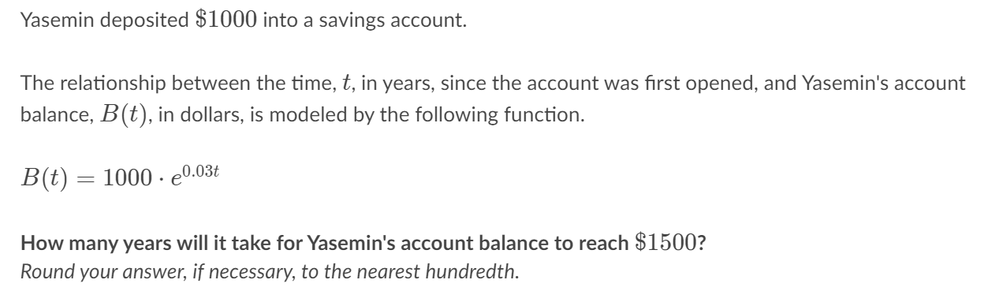 Yasemin deposited $1000 into a savings account.
The relationship between the time, t, in years, since the account was first opened, and Yasemin's account
balance, B(t), in dollars, is modeled by the following function.
B(t) = 1000 · e^{0.03t}
How many years will it take for Yasemin's account balance to reach $1500?
Round your answer, if necessary, to the nearest hundredth.